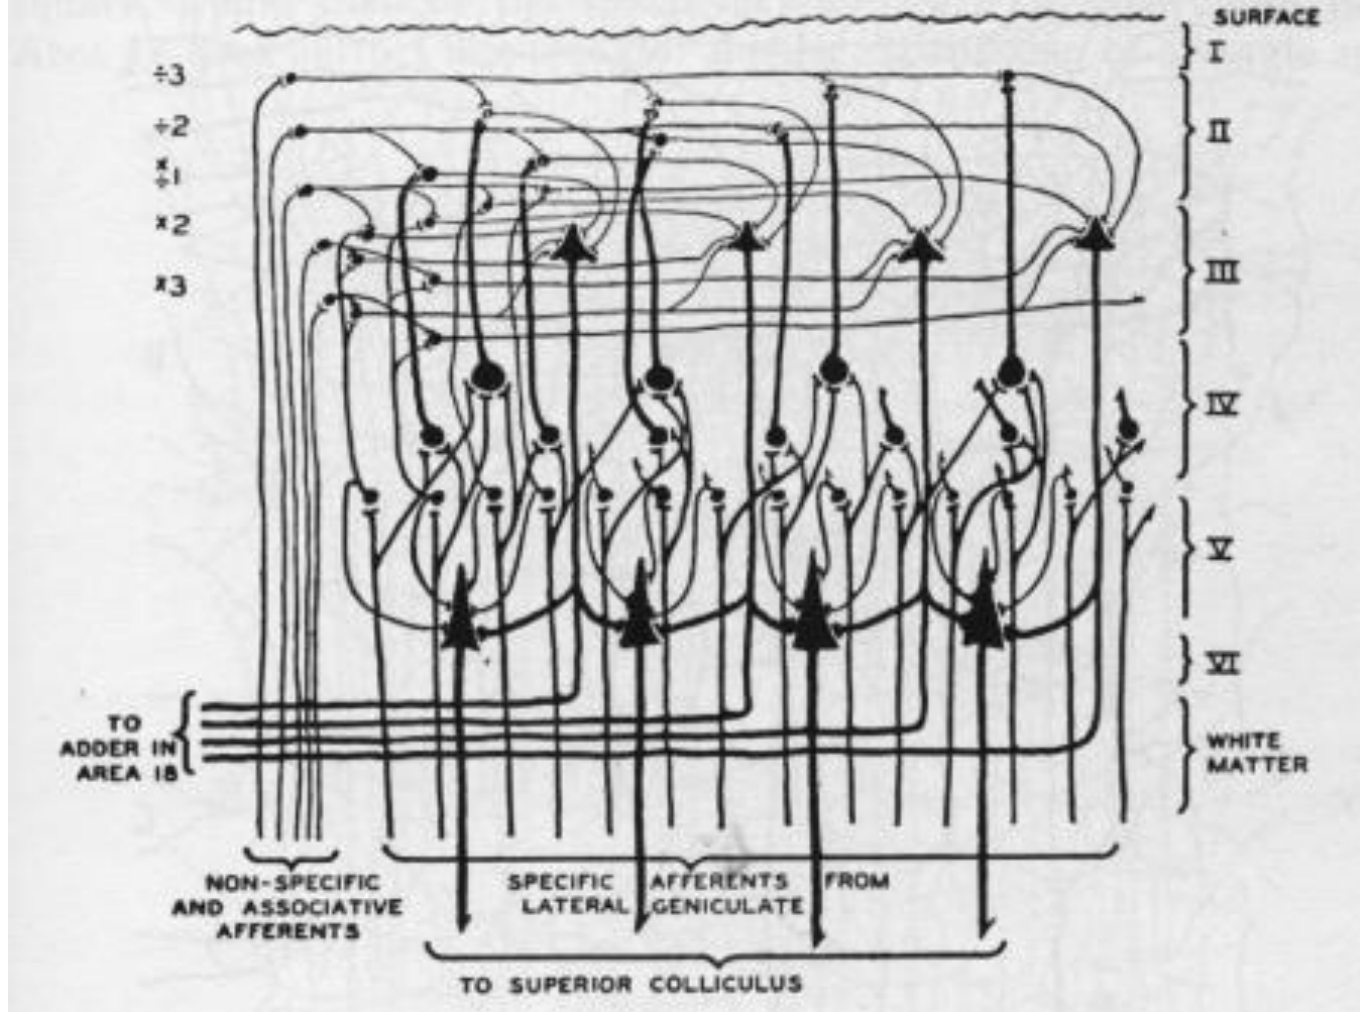 SURFACE
I
÷3
II
÷2
×
÷1
×2
III
×3
IV
V
VI
TO
ADDER IN
AREA 18
WHITE
MATTER
NON-SPECIFIC
AND ASSOCIATIVE
AFFERENTS
SPECIFIC AFFERENTS FROM
LATERAL GENICULATE
TO SUPERIOR COLLICULUS